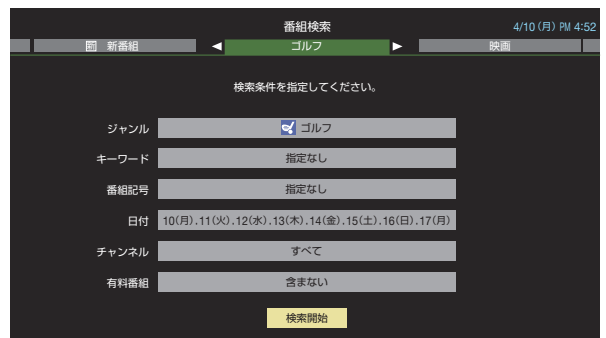 番組検索
4/10(月) PM 4:52
新 新番組 ◀ ゴルフ ▶ 映画
検索条件を指定してください。
ジャンル ゴルフ
キーワード 指定なし
番組記号 指定なし
日付 10(月).11(火).12(水).13(木).14(金).15(土).16(日).17(月)
チャンネル すべて
有料番組 含まない
検索開始